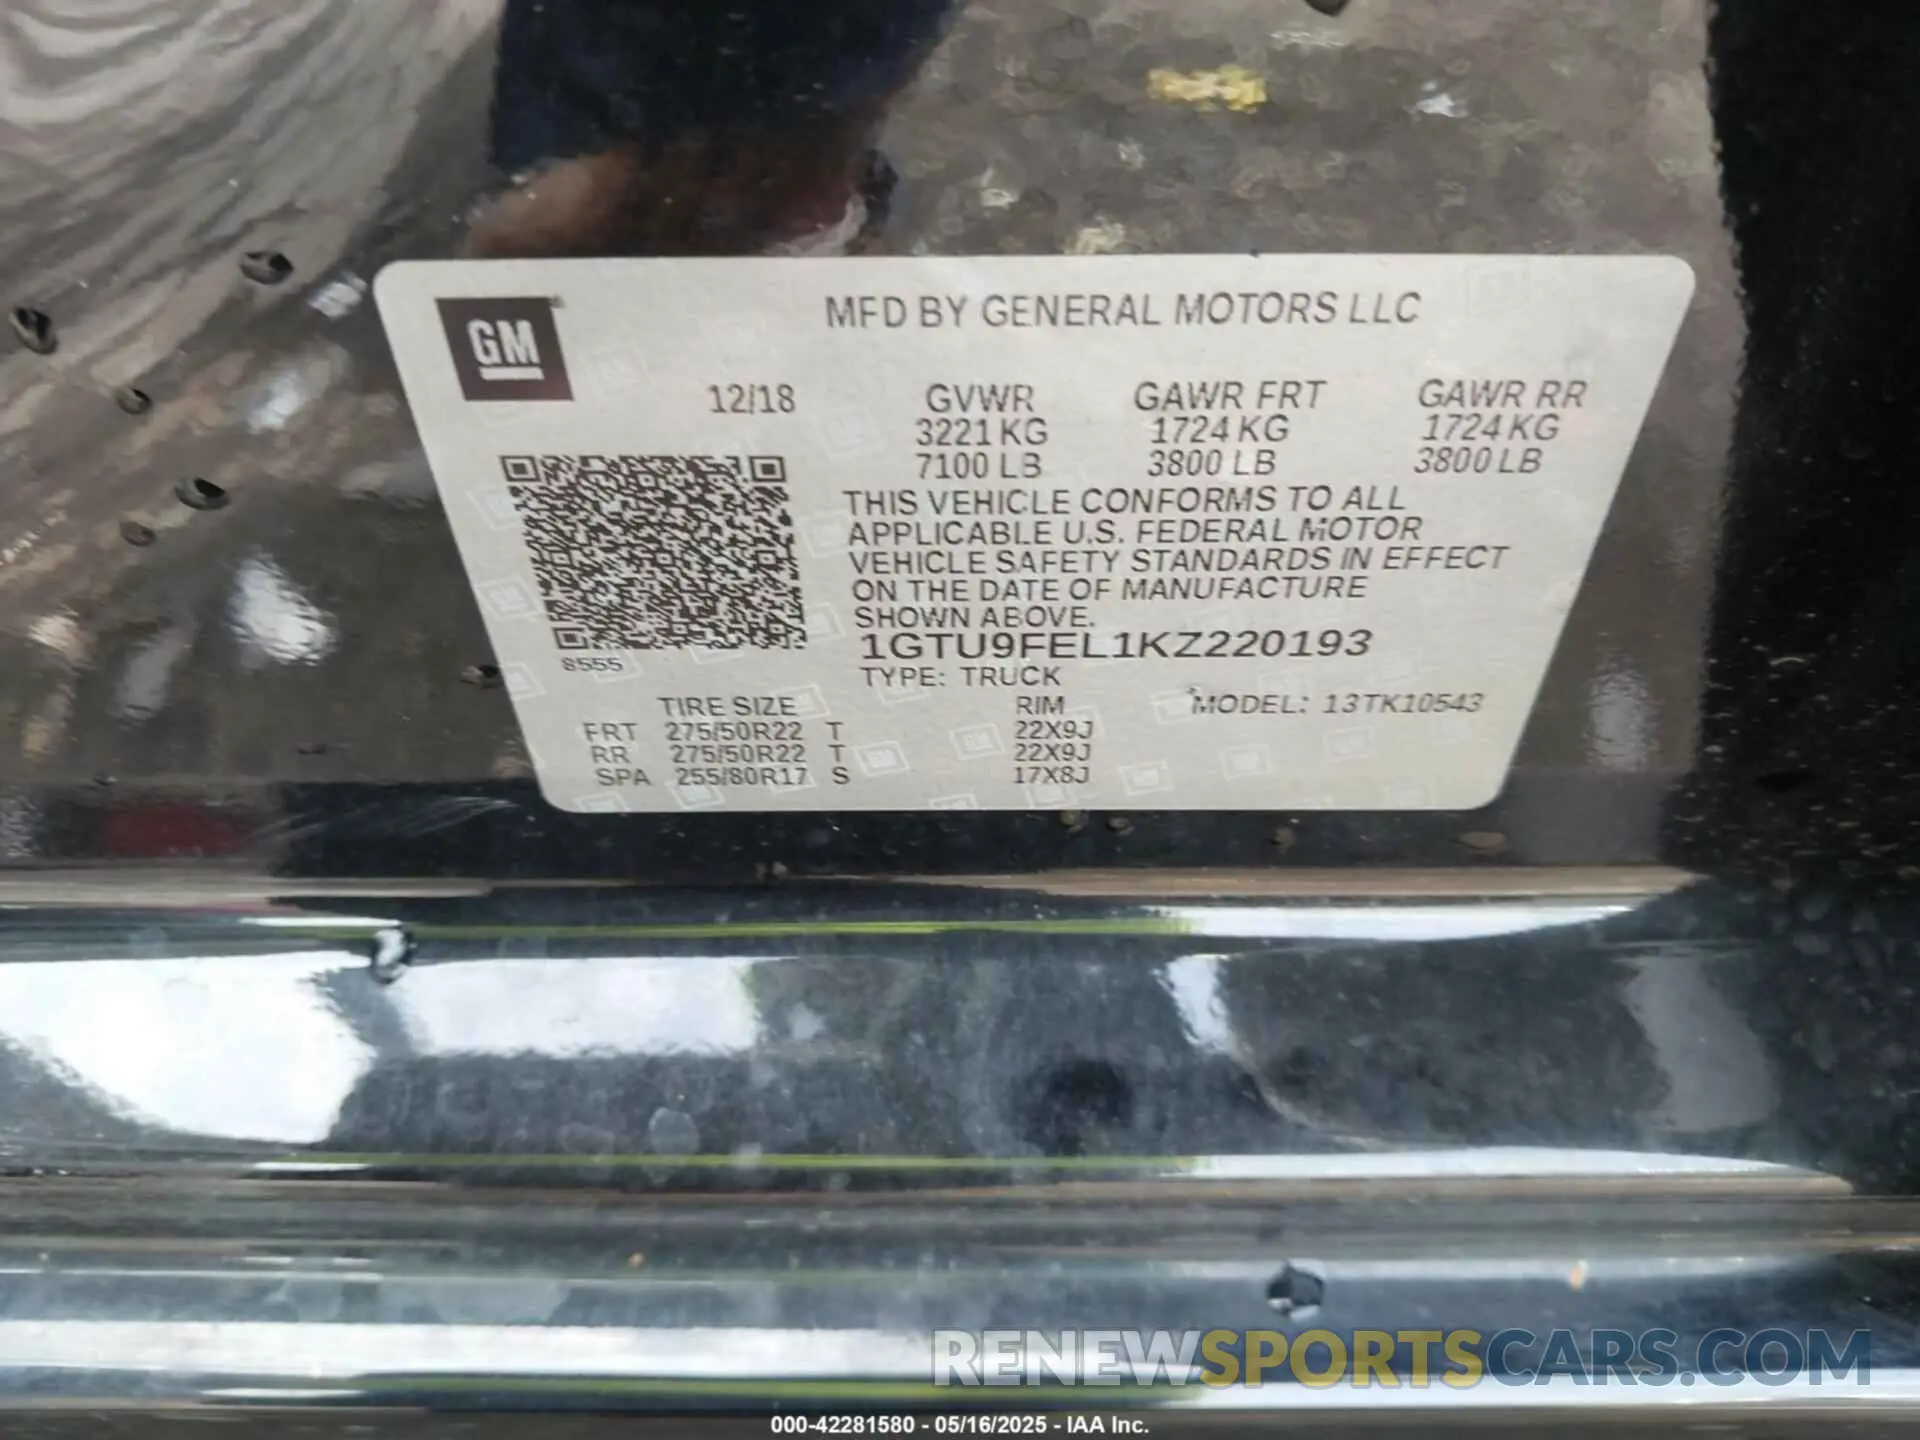 GM
MFD BY GENERAL MOTORS LLC
12/18 GVWR GAWR FRT GAWR RR
3221 KG 1724 KG 1724 KG
7100 LB 3800 LB 3800 LB
THIS VEHICLE CONFORMS TO ALL
APPLICABLE U.S. FEDERAL MOTOR
VEHICLE SAFETY STANDARDS IN EFFECT
ON THE DATE OF MANUFACTURE
SHOWN ABOVE.
1GTU9FEL1KZ220193
8555
TYPE: TRUCK
TIRE SIZE RIM MODEL: 13TK10543
FRT 275/50R22 T 22X9J
RR 275/50R22 T 22X9J
SPA 255/80R17 S 17X8J
RENEWSPORTSCARS.COM
000-42281580 - 05/16/2025 - IAA Inc.